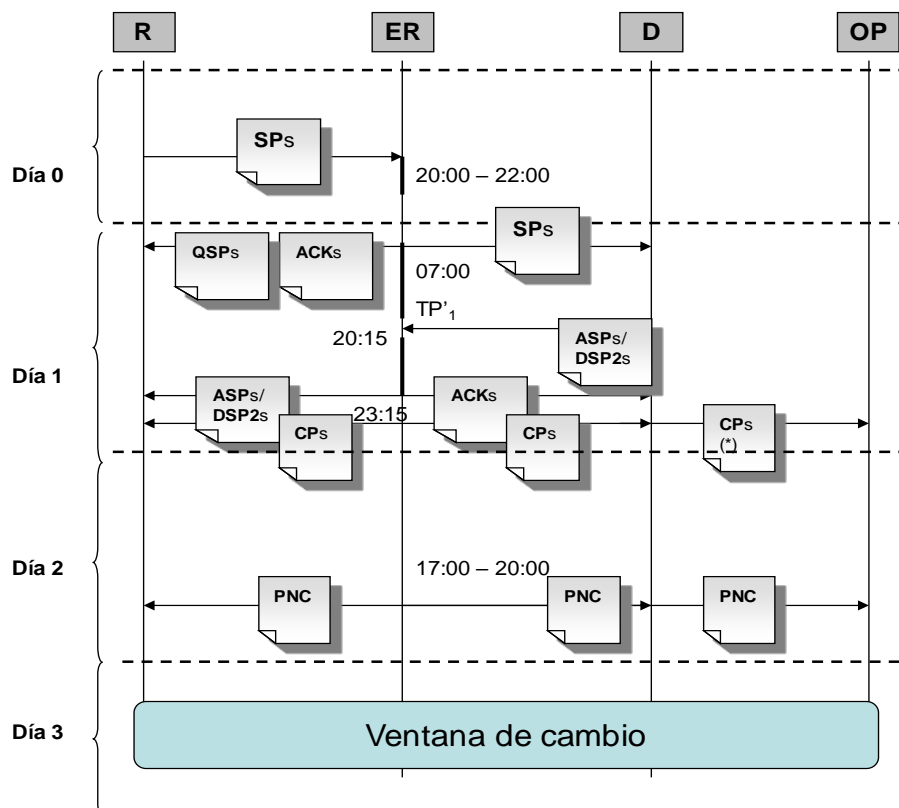 R ER D OP
SPs
Día 0
20:00 – 22:00
SPs
QSPs ACKs
07:00
TP'1
20:15
ASPs/
DSP2s
Día 1
ASPs/
DSP2s
23:15
ACKs
CPs
CPs
CPs
(*)
Día 2
17:00 – 20:00
PNC PNC PNC
Día 3
Ventana de cambio